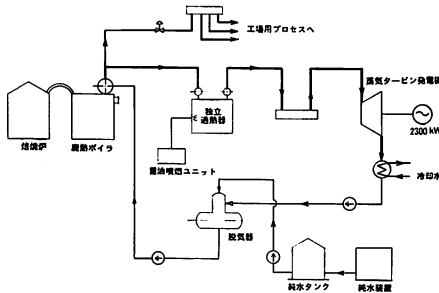 工場用プロセスへ
蒸気タービン発電機
独立
過熱器
2300 kW
焙焼炉
廃熱ボイラ
重油噴燃ユニット
冷却水
脱気器
純水タンク
純水装置